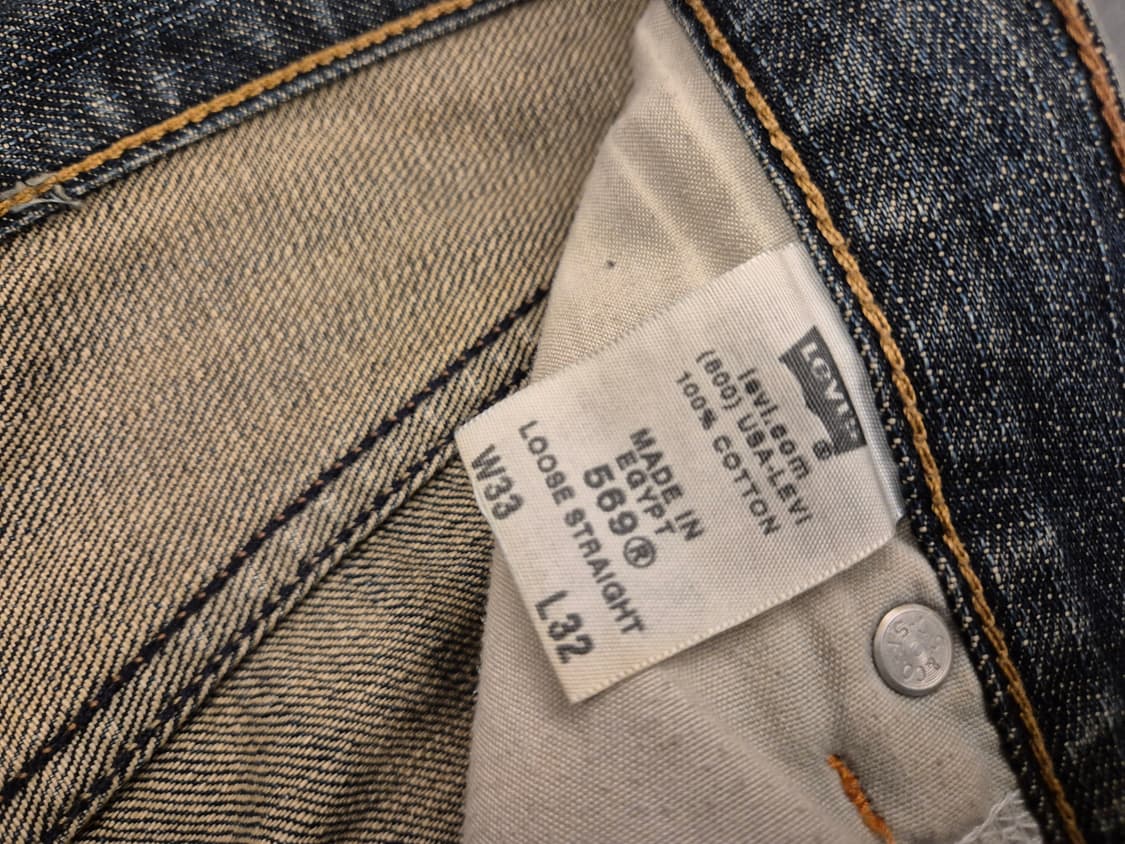 LEVI'S
®
levi.com
(800) USA-LEVI
100% COTTON
MADE IN
EGYPT
569®
LOOSE STRAIGHT
W33 L32